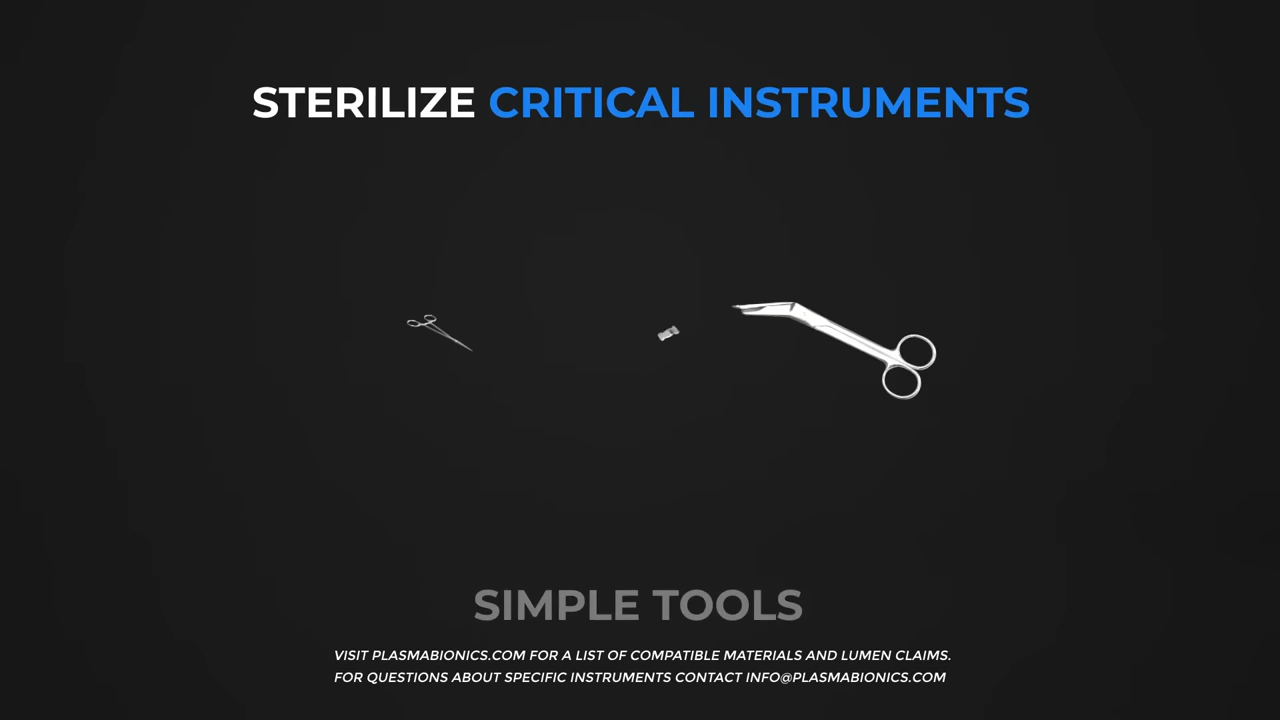 STERILIZE CRITICAL INSTRUMENTS
SIMPLE TOOLS
VISIT PLASMABIONICS.COM FOR A LIST OF COMPATIBLE MATERIALS AND LUMEN CLAIMS.
FOR QUESTIONS ABOUT SPECIFIC INSTRUMENTS CONTACT INFO@PLASMABIONICS.COM